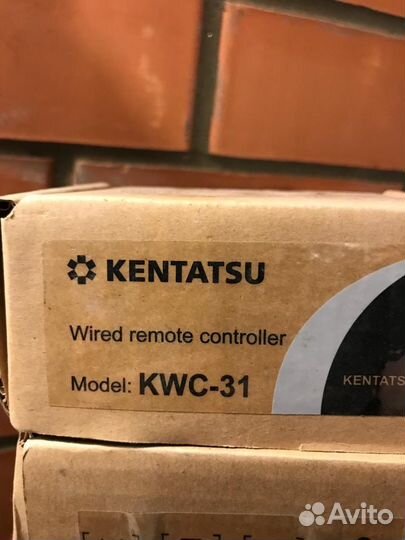 KENTATSU
Wired remote controller
Model: KWC-31
KENTATS
Avito